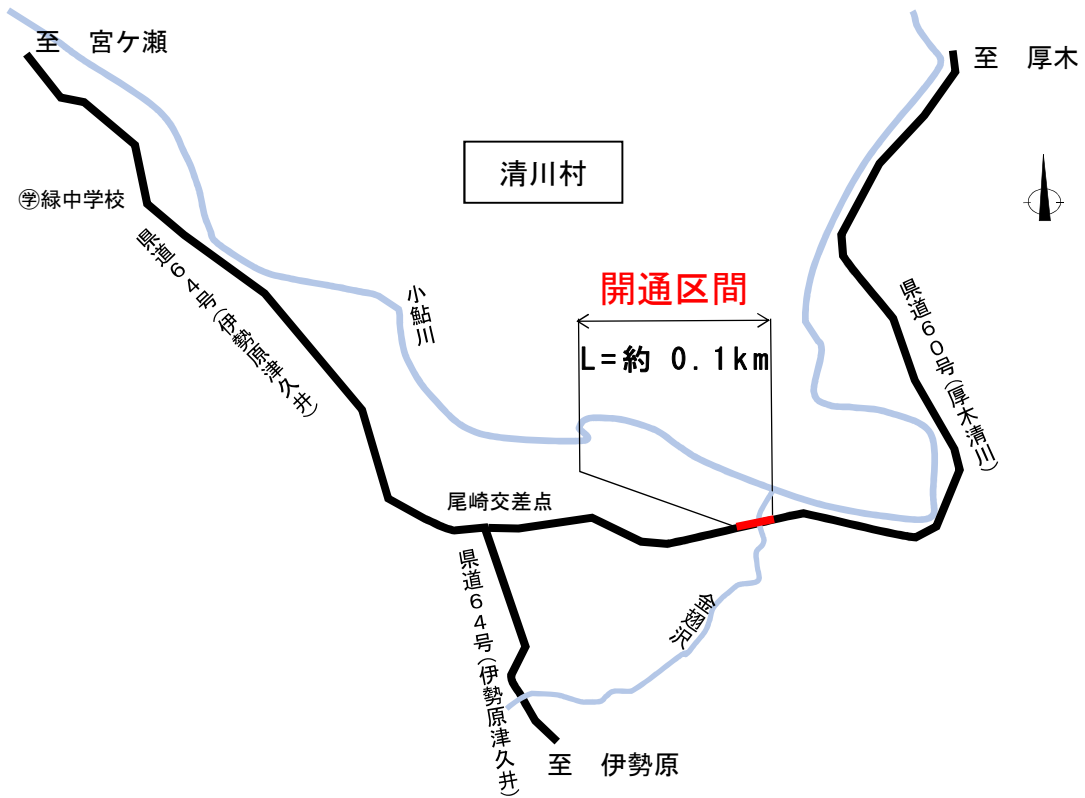 至　宮ケ瀬
至　厚木
清川村
㊫緑中学校
県道６４号（伊勢原津久井）
小鮎川
開通区間
L=約 0.1km
県道６０号（厚木清川）
尾崎交差点
県道６４号（伊勢原津久井）
金翅沢
至　伊勢原